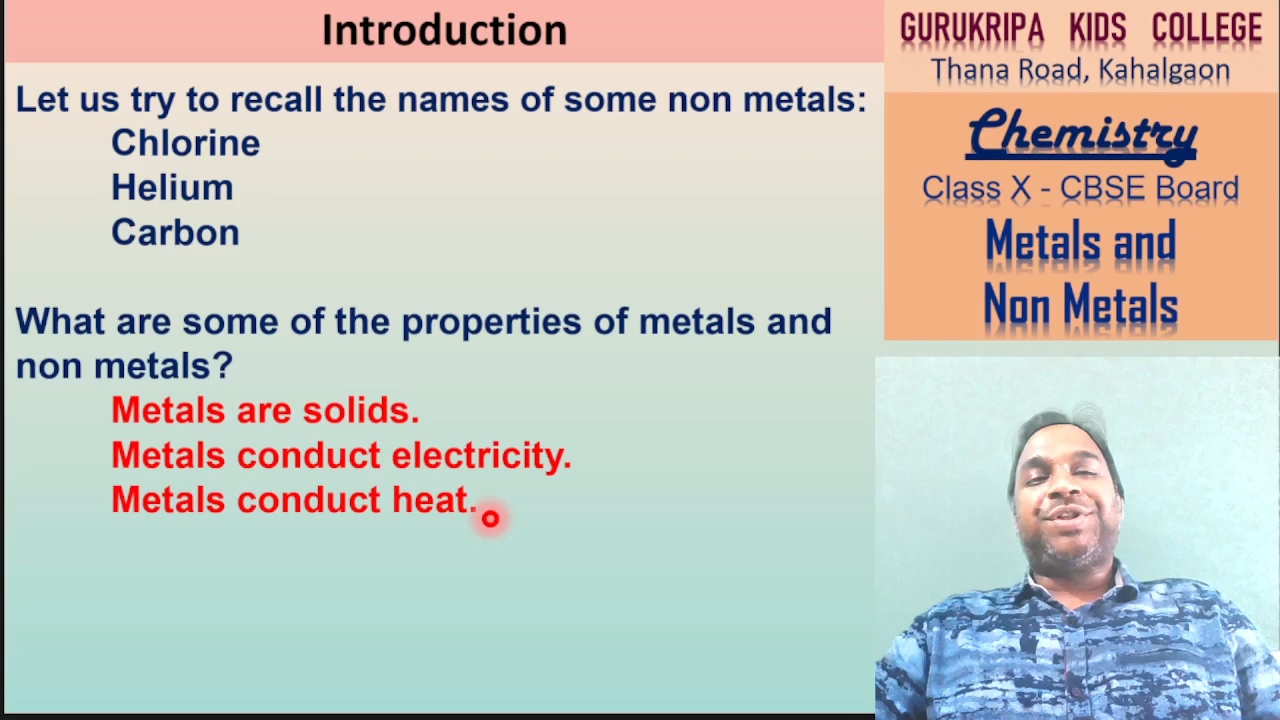 Introduction
Let us try to recall the names of some non metals:
Chlorine
Helium
Carbon
What are some of the properties of metals and
non metals?
Metals are solids.
Metals conduct electricity.
Metals conduct heat.
GURUKRIPA KIDS COLLEGE
Thana Road, Kahalgaon
Chemistry
Class X - CBSE Board
Metals and
Non Metals